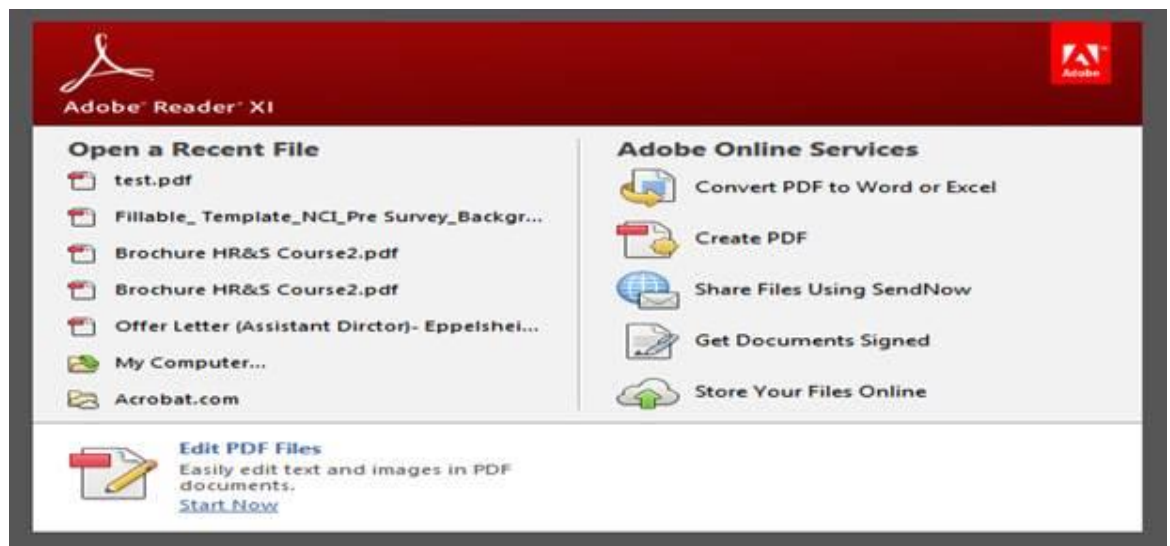 Adobe® Reader® XI
Adobe™
Open a Recent File
test.pdf
Fillable_ Template_NCI_Pre Survey_Backgr...
Brochure HR&S Course2.pdf
Brochure HR&S Course2.pdf
Offer Letter (Assistant Dirctor)- Eppelshei...
My Computer...
Acrobat.com
Adobe Online Services
Convert PDF to Word or Excel
Create PDF
Share Files Using SendNow
Get Documents Signed
Store Your Files Online
Edit PDF Files
Easily edit text and images in PDF
documents.
Start Now